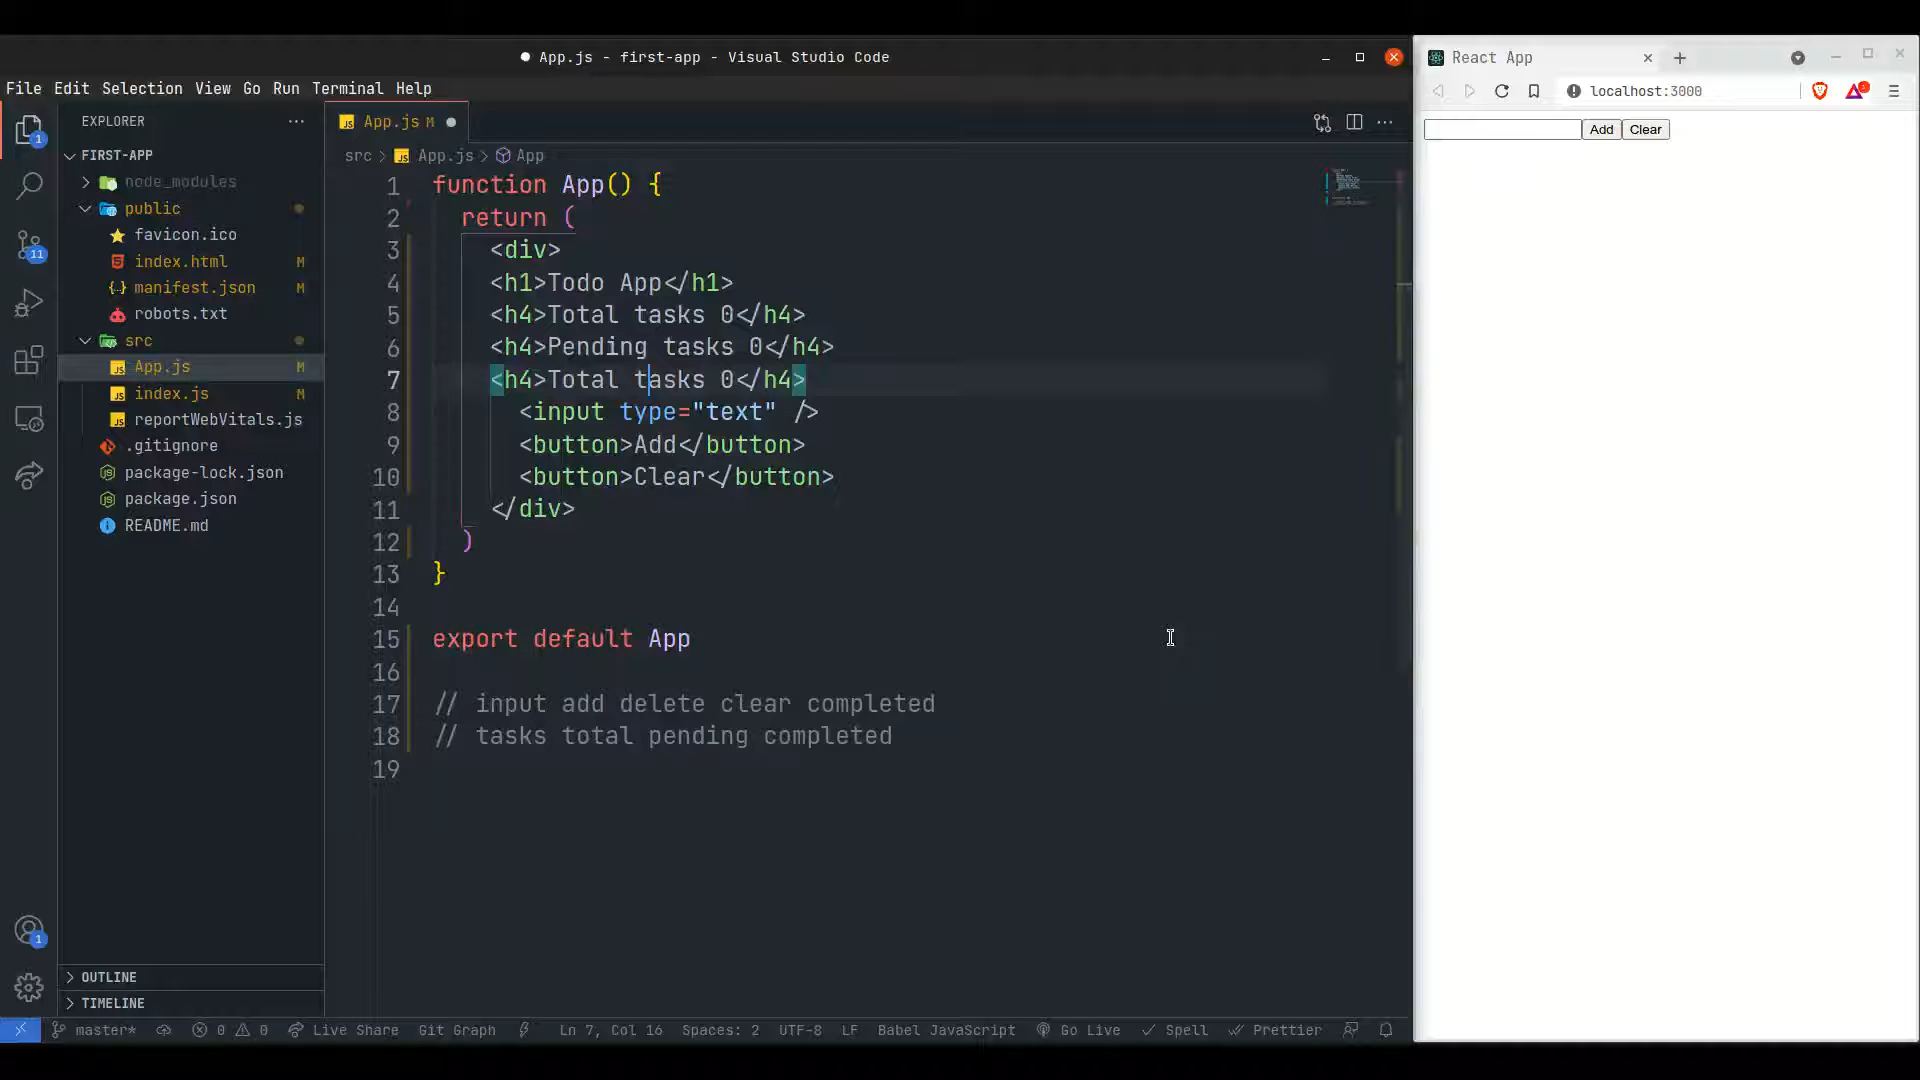 App.js - first-app - Visual Studio Code
File Edit Selection View Go Run Terminal Help
EXPLORER
FIRST-APP
node_modules
public
favicon.ico
index.html M
manifest.json M
robots.txt
src
App.js M
index.js M
reportWebVitals.js
.gitignore
package-lock.json
package.json
README.md
OUTLINE
TIMELINE
1
11
1
App.js M
src > App.js > App
1 function App() {
2 return (
3 <div>
4 <h1>Todo App</h1>
5 <h4>Total tasks 0</h4>
6 <h4>Pending tasks 0</h4>
7 <h4>Total tasks 0</h4>
8 <input type="text" />
9 <button>Add</button>
10 <button>Clear</button>
11 </div>
12 )
13 }
14
15 export default App
16
17 // input add delete clear completed
18 // tasks total pending completed
19
master* 0 0 Live Share Git Graph Ln 7, Col 16 Spaces: 2 UTF-8 LF Babel JavaScript Go Live Spell Prettier
React App
localhost:3000
Add Clear